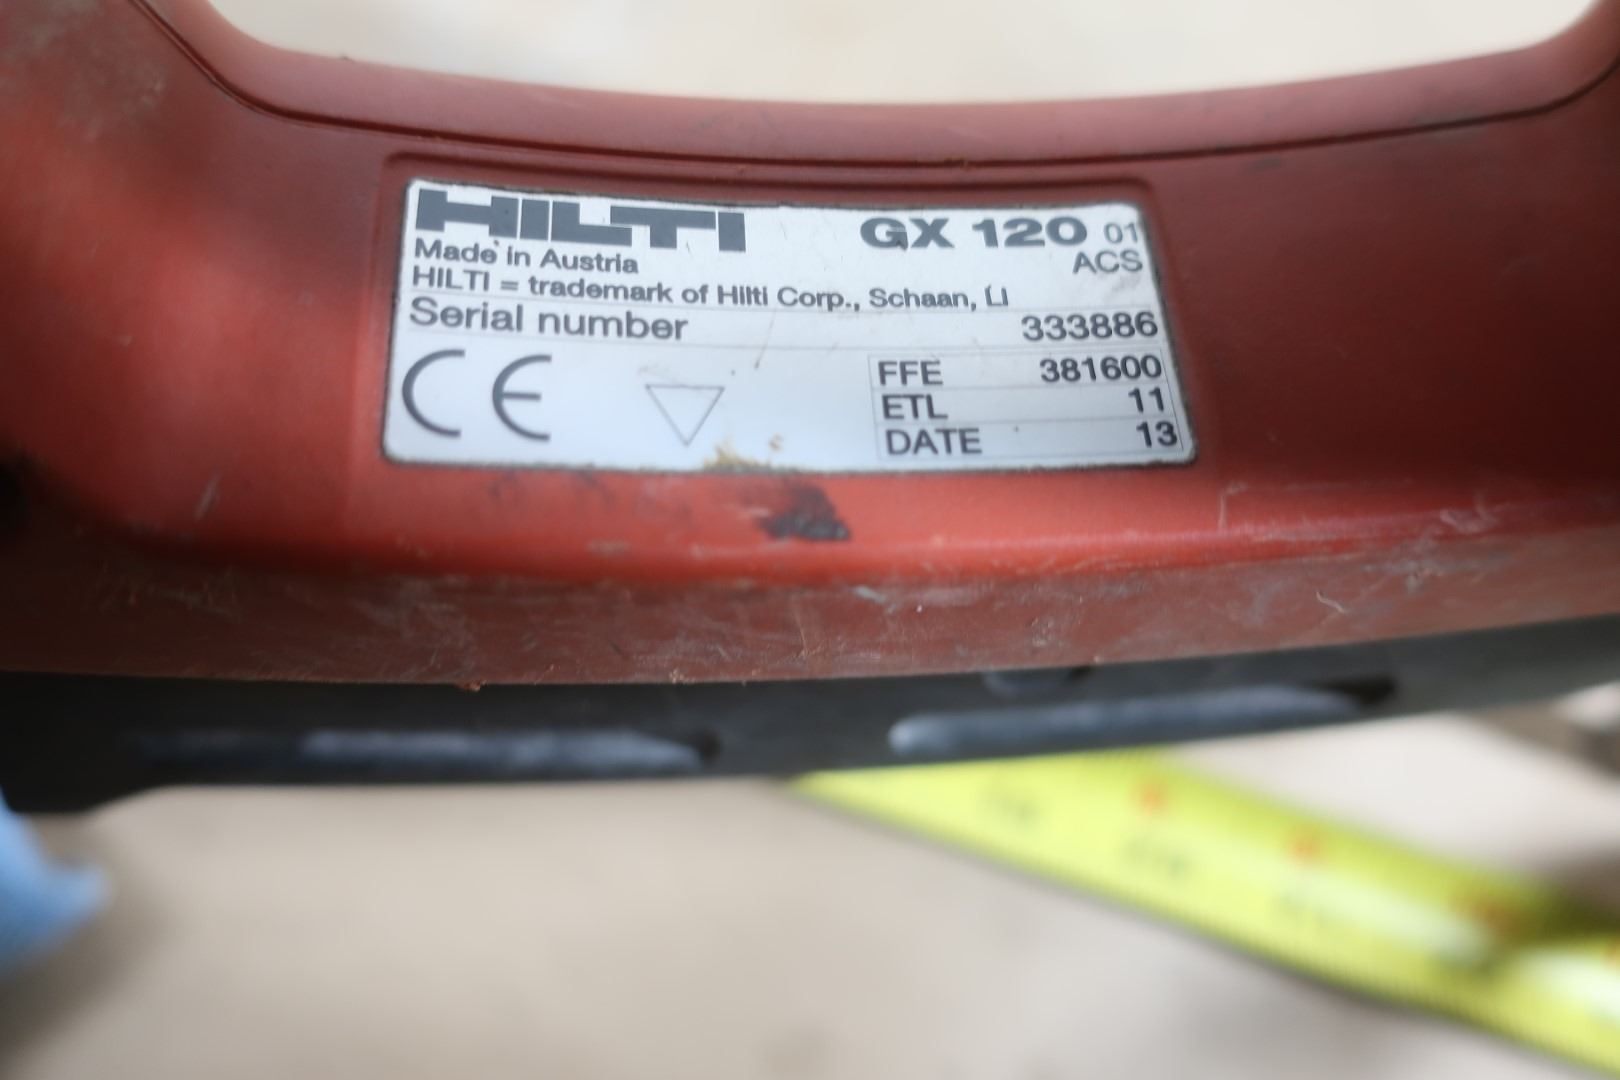 HILTI GX 120 01
Made in Austria ACS
HILTI = trademark of Hilti Corp., Schaan, LI
Serial number 333886
CE FFE 381600
ETL 11
DATE 13